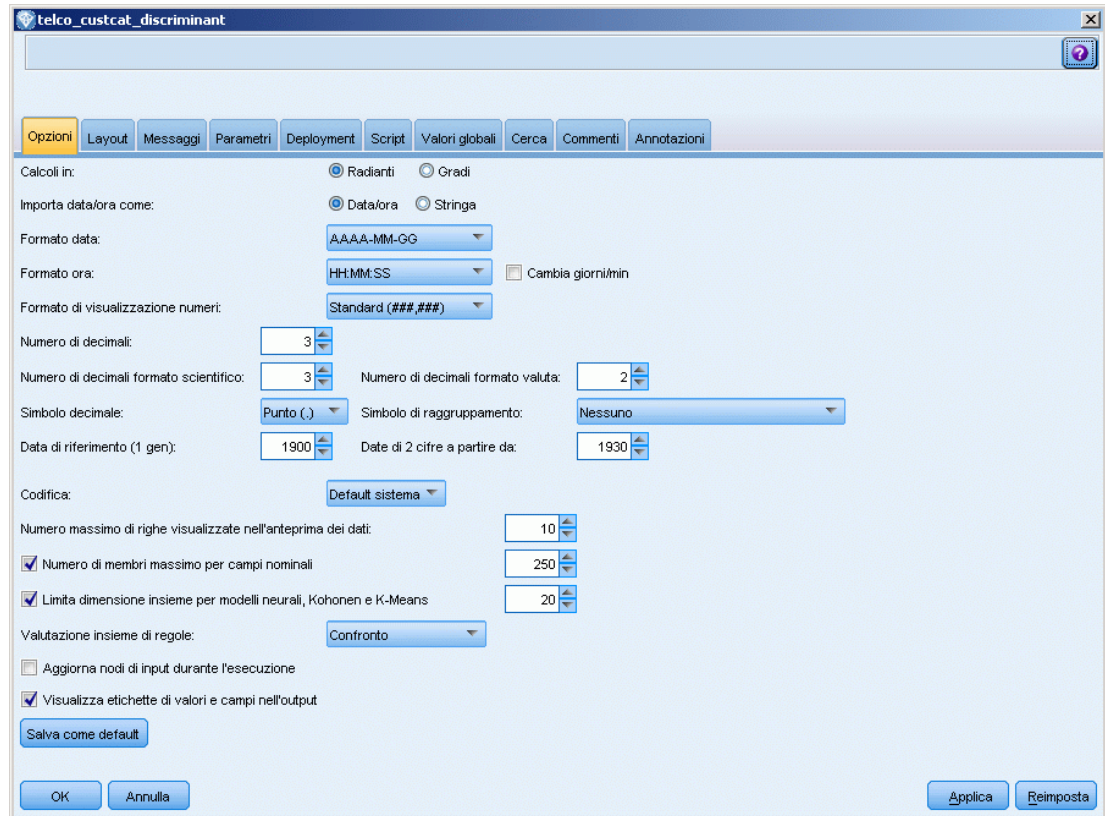 telco_custcat_discriminant
Opzioni Layout Messaggi Parametri Deployment Script Valori globali Cerca Commenti Annotazioni
Calcoli in: Radianti Gradi
Importa data/ora come: Data/ora Stringa
Formato data: AAAA-MM-GG
Formato ora: HH:MM:SS Cambia giorni/min
Formato di visualizzazione numeri: Standard (###,###)
Numero di decimali: 3
Numero di decimali formato scientifico: 3 Numero di decimali formato valuta: 2
Simbolo decimale: Punto (.) Simbolo di raggruppamento: Nessuno
Data di riferimento (1 gen): 1900 Date di 2 cifre a partire da: 1930
Codifica: Default sistema
Numero massimo di righe visualizzate nell'anteprima dei dati: 10
Numero di membri massimo per campi nominali 250
Limita dimensione insieme per modelli neurali, Kohonen e K-Means 20
Valutazione insieme di regole: Confronto
Aggiorna nodi di input durante l'esecuzione
Visualizza etichette di valori e campi nell'output
Salva come default
OK Annulla Applica Reimposta